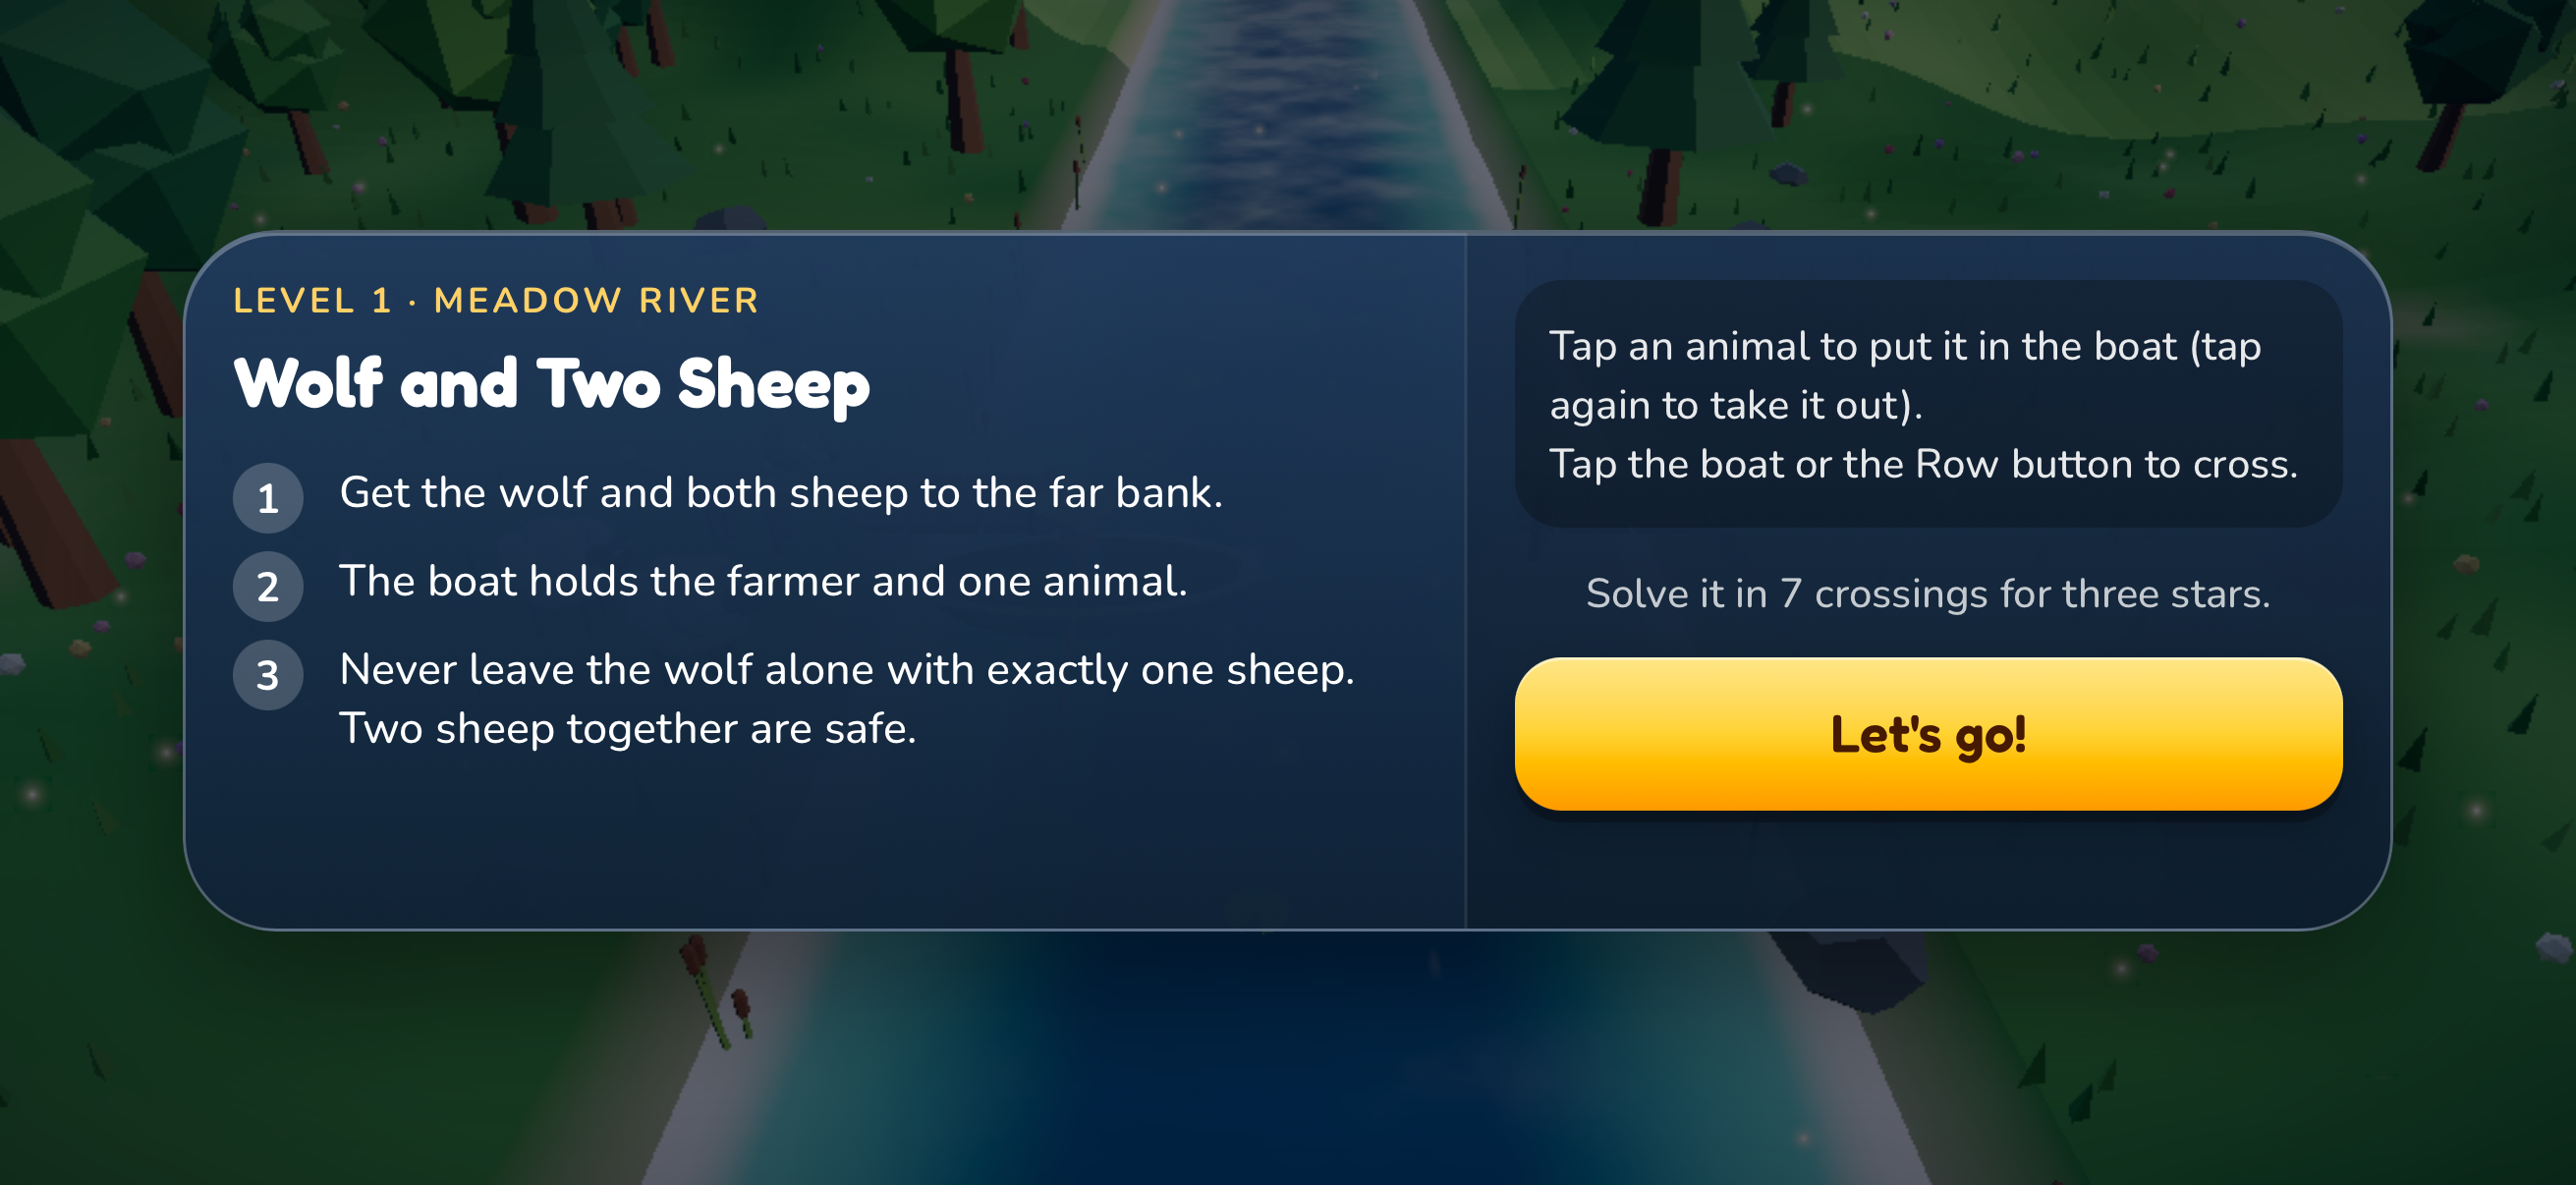 LEVEL 1 · MEADOW RIVER
Wolf and Two Sheep
1 Get the wolf and both sheep to the far bank.
2 The boat holds the farmer and one animal.
3 Never leave the wolf alone with exactly one sheep.
Two sheep together are safe.
Tap an animal to put it in the boat (tap
again to take it out).
Tap the boat or the Row button to cross.
Solve it in 7 crossings for three stars.
Let's go!